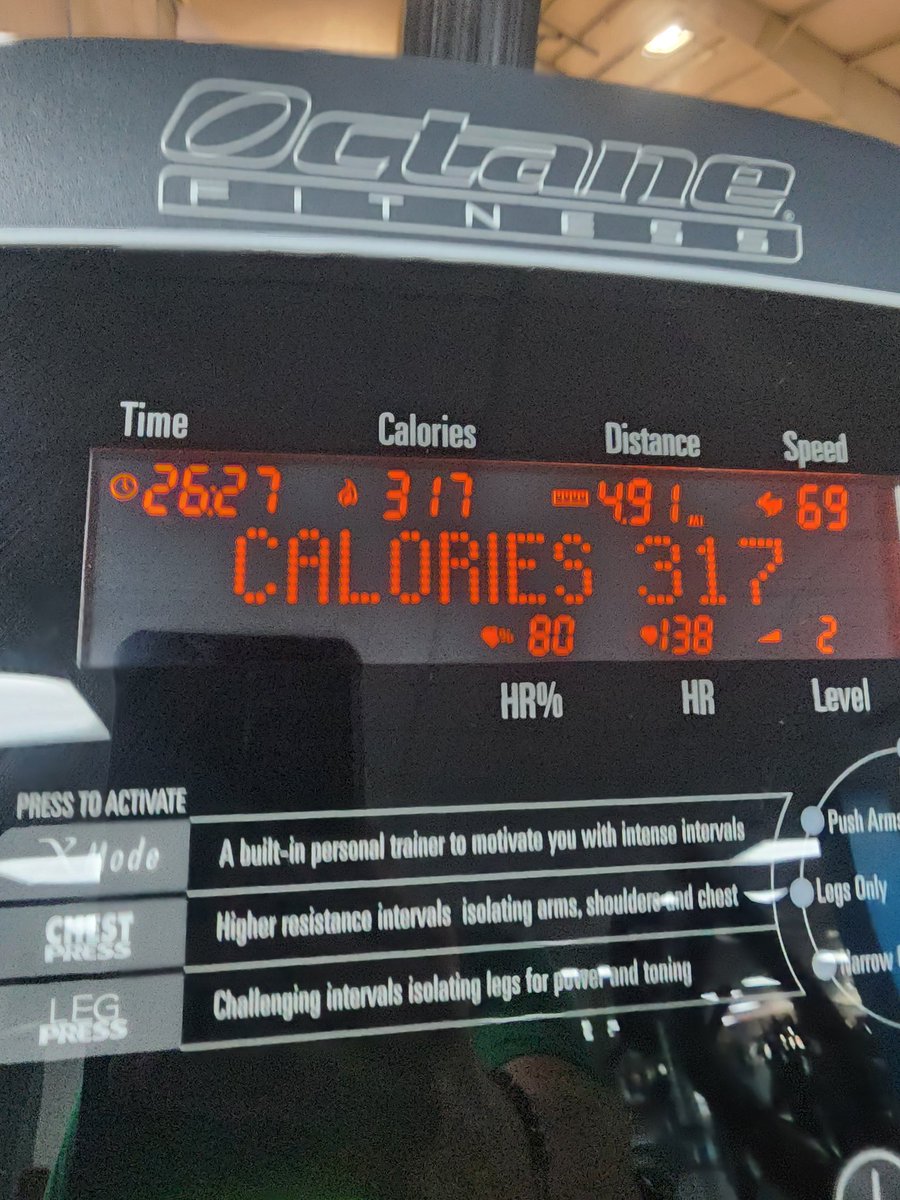 Octane
FITNESS
Time Calories Distance Speed
26:27 317 4.91 MI 69
CALORIES 317
% 80 138 2
HR% HR Level
PRESS TO ACTIVATE
X Mode A built-in personal trainer to motivate you with intense intervals
CHEST PRESS Higher resistance intervals isolating arms, shoulders and chest
LEG PRESS Challenging intervals isolating legs for power and toning
Push Arms
Legs Only
Narrow